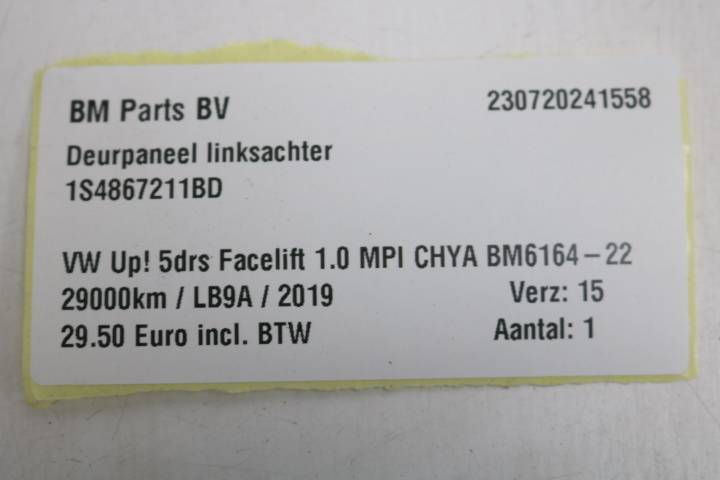 BM Parts BV 230720241558
Deurpaneel linksachter
1S4867211BD
VW Up! 5drs Facelift 1.0 MPI CHYA BM6164-22
29000km / LB9A / 2019 Verz: 15
29.50 Euro incl. BTW Aantal: 1